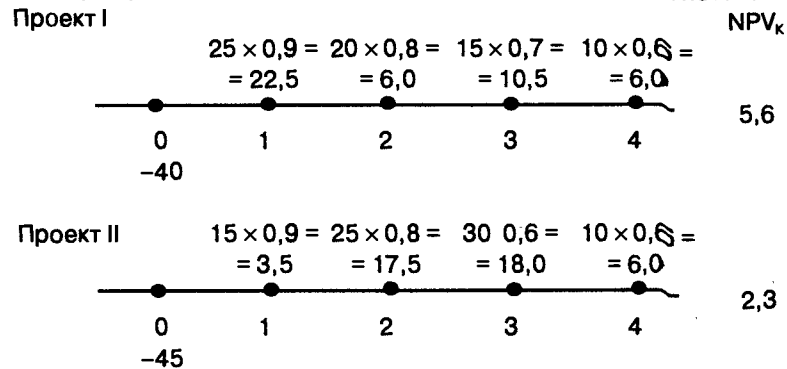 Проект I NPVк
25 × 0,9 = 20 × 0,8 = 15 × 0,7 = 10 × 0,6 =
= 22,5 = 6,0 = 10,5 = 6,0
5,6
0 1 2 3 4
–40
Проект II 15 × 0,9 = 25 × 0,8 = 30 0,6 = 10 × 0,6 =
= 3,5 = 17,5 = 18,0 = 6,0
2,3
0 1 2 3 4
–45